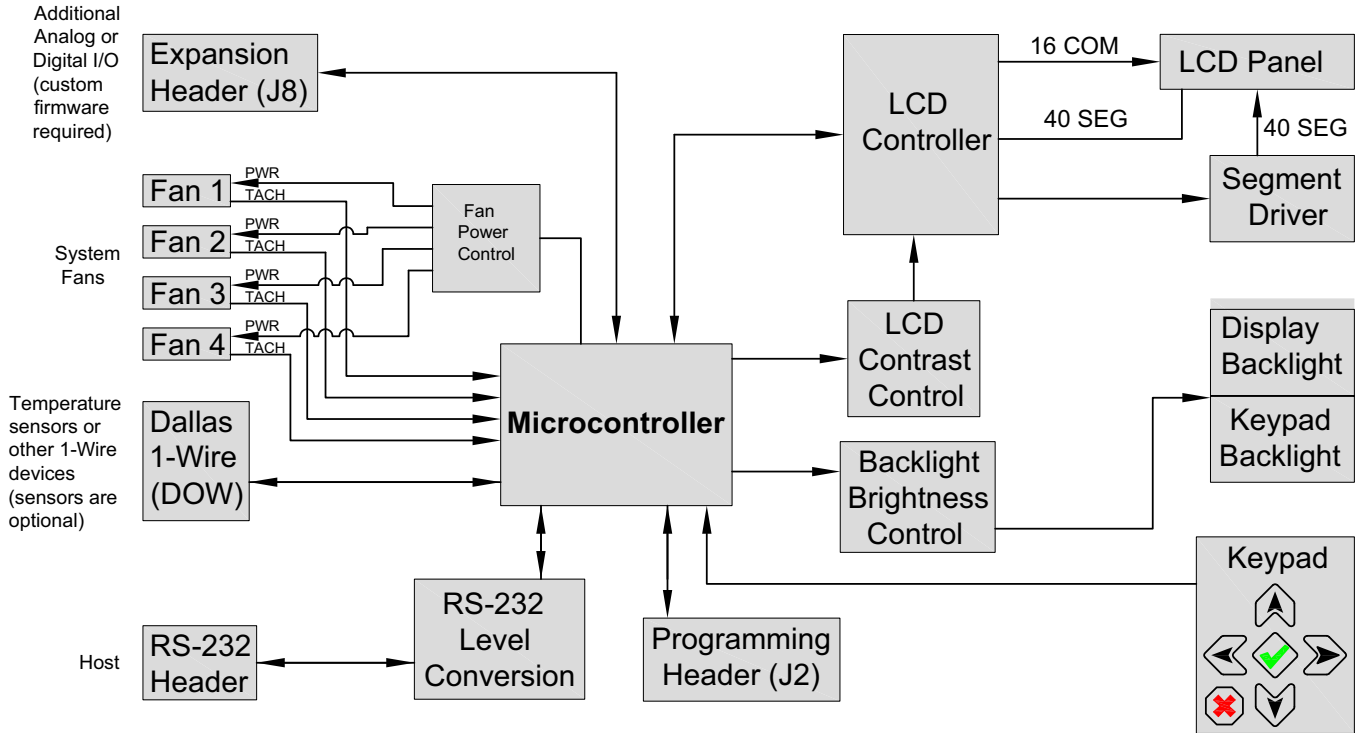 Additional
Analog or
Digital I/O
(custom
firmware
required)
Expansion
Header (J8)
System
Fans
Fan 1
PWR
TACH
Fan 2
PWR
TACH
Fan 3
PWR
TACH
Fan 4
PWR
TACH
Fan
Power
Control
Temperature
sensors or
other 1-Wire
devices
(sensors are
optional)
Dallas
1-Wire
(DOW)
Microcontroller
Host
RS-232
Header
RS-232
Level
Conversion
Programming
Header (J2)
LCD
Controller
16 COM
40 SEG
LCD Panel
40 SEG
Segment
Driver
LCD
Contrast
Control
Backlight
Brightness
Control
Display
Backlight
Keypad
Backlight
Keypad